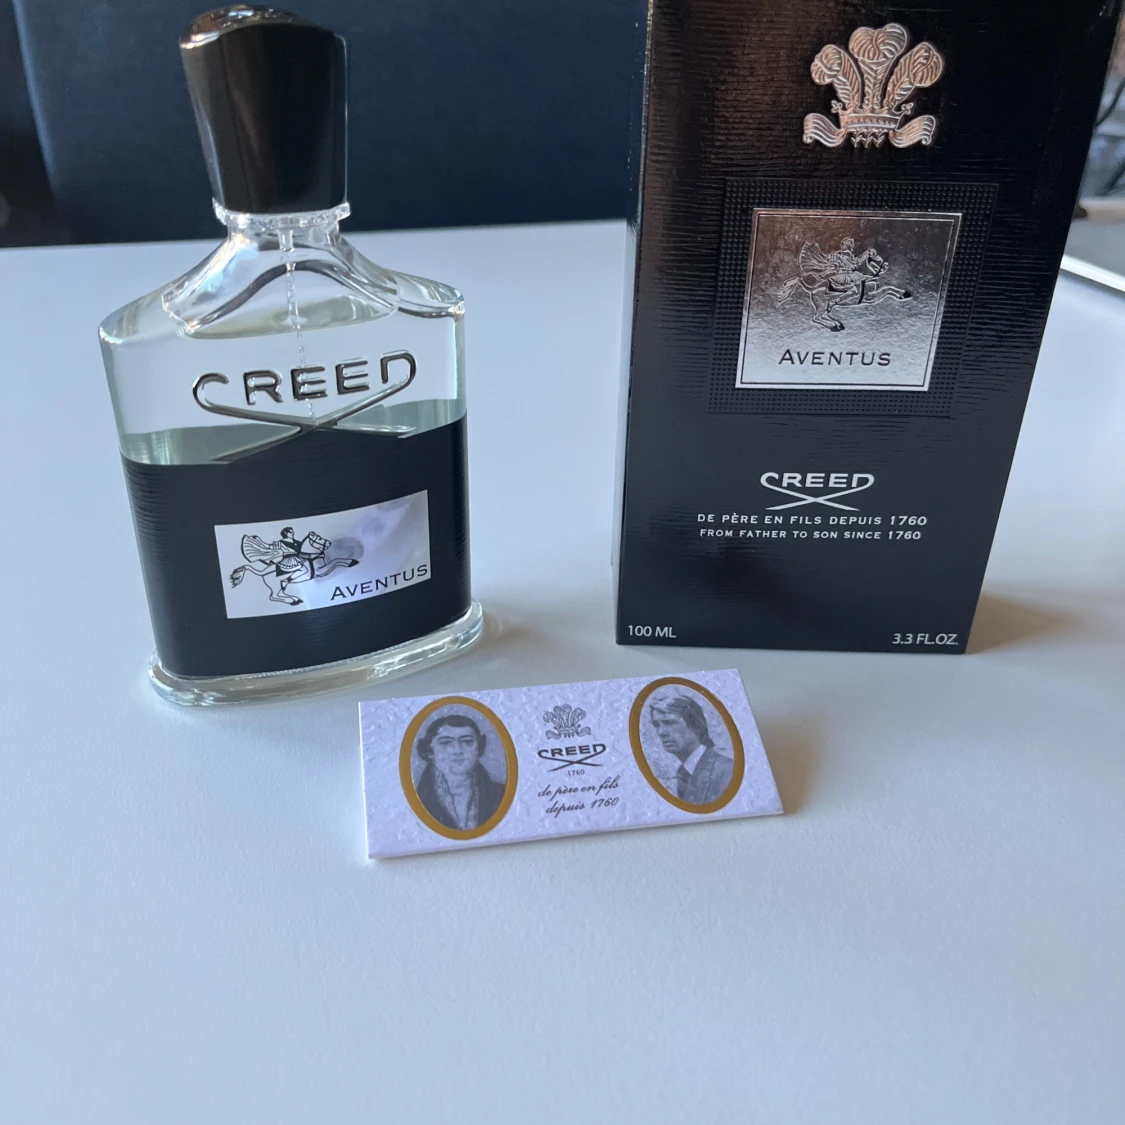 CREED
AVENTUS
AVENTUS
CREED
DE PÈRE EN FILS DEPUIS 1760
FROM FATHER TO SON SINCE 1760
100 ML
3.3 FL.OZ.
CREED
1760
de père en fils
depuis 1760